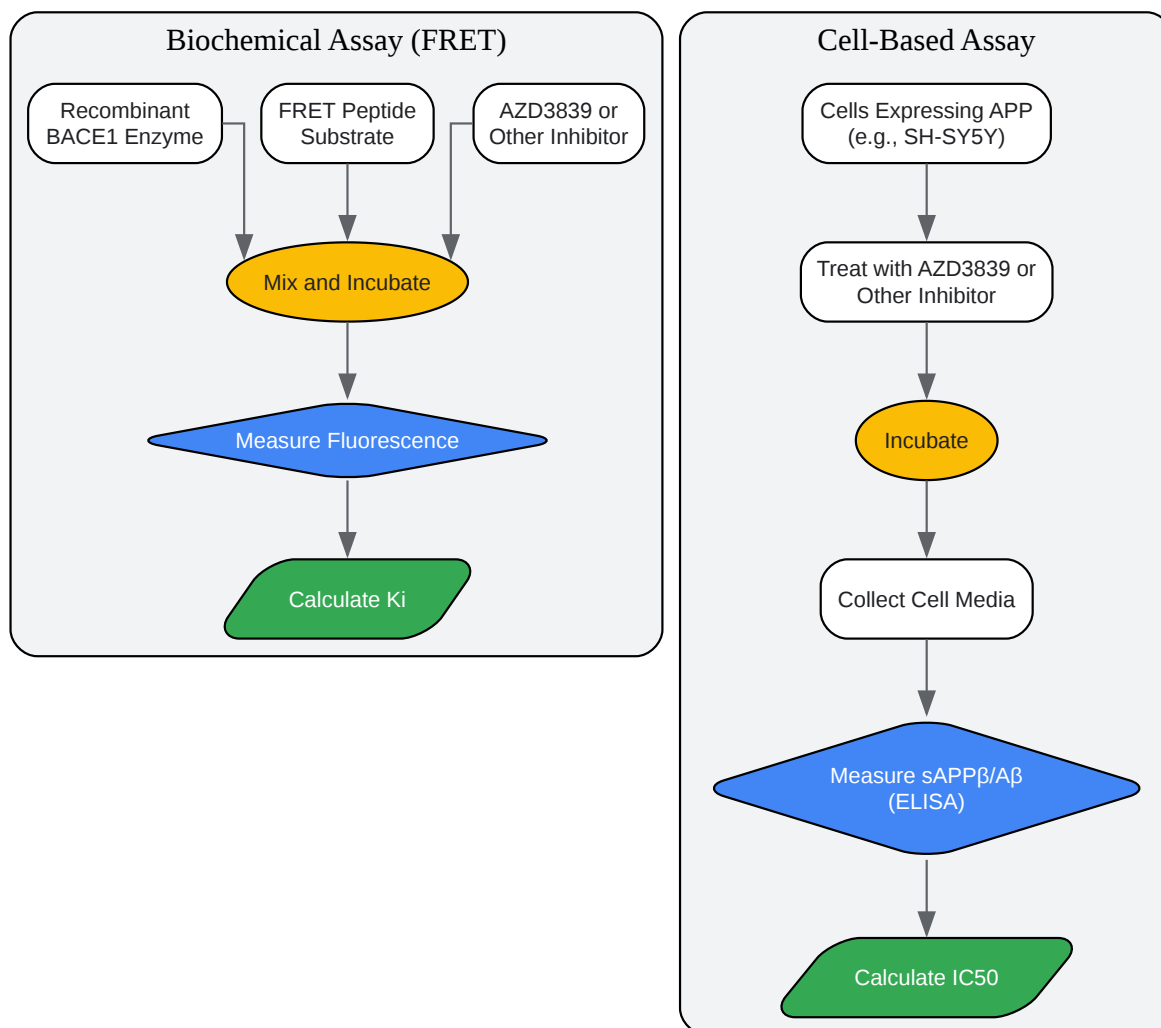 Biochemical Assay (FRET)
Recombinant
BACE1 Enzyme
FRET Peptide
Substrate
AZD3839 or
Other Inhibitor
Mix and Incubate
Measure Fluorescence
Calculate Ki
Cell-Based Assay
Cells Expressing APP
(e.g., SH-SY5Y)
Treat with AZD3839 or
Other Inhibitor
Incubate
Collect Cell Media
Measure sAPPβ/Aβ
(ELISA)
Calculate IC50